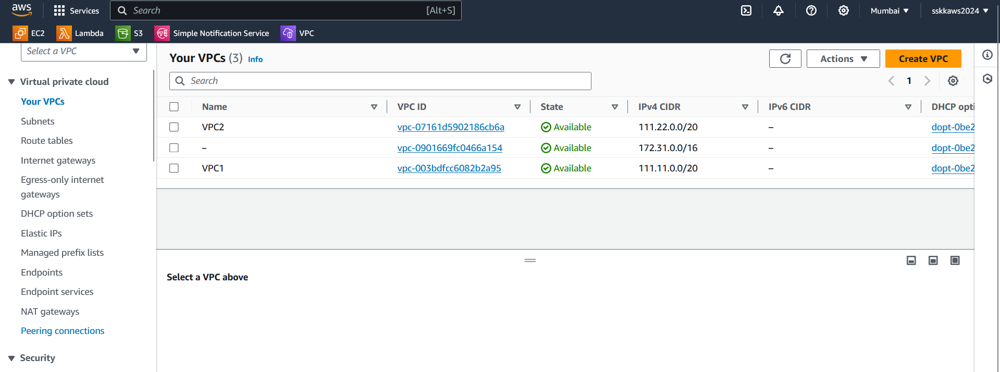 aws Services Search [Alt+S] Mumbai sskkaws2024
EC2 Lambda S3 Simple Notification Service VPC
Select a VPC
Virtual private cloud
Your VPCs
Subnets
Route tables
Internet gateways
Egress-only internet
gateways
DHCP option sets
Elastic IPs
Managed prefix lists
Endpoints
Endpoint services
NAT gateways
Peering connections
Security
Your VPCs (3) Info Actions Create VPC
Search 1
Name VPC ID State IPv4 CIDR IPv6 CIDR DHCP opti
VPC2 vpc-07161d5902186cb6a Available 111.22.0.0/20 – dopt-0be2
– vpc-0901669fc0466a154 Available 172.31.0.0/16 – dopt-0be2
VPC1 vpc-003bdfcc6082b2a95 Available 111.11.0.0/20 – dopt-0be2
Select a VPC above